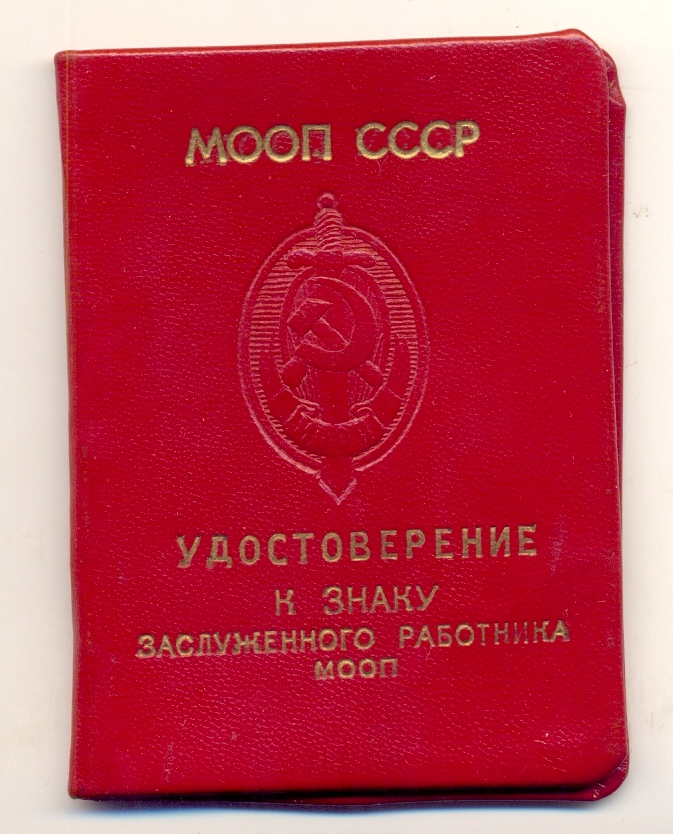 МООП СССР
УДОСТОВЕРЕНИЕ
К ЗНАКУ
ЗАСЛУЖЕННОГО РАБОТНИКА
МООП